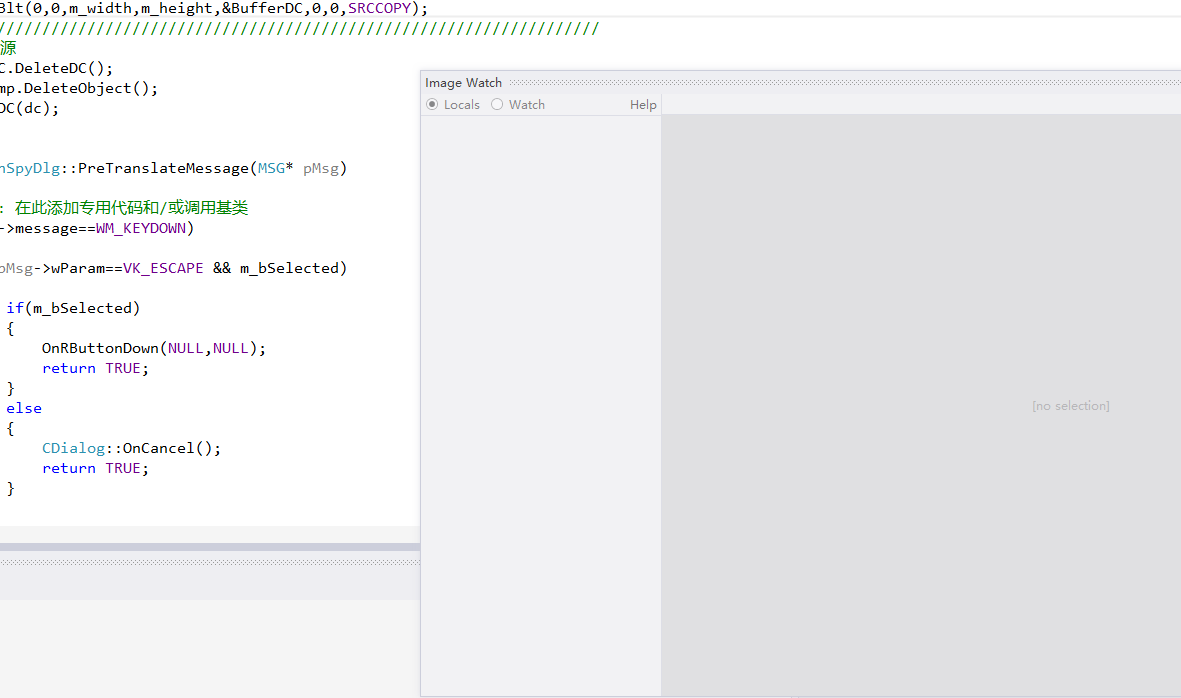 Blt(0,0,m_width,m_height,&BufferDC,0,0,SRCCOPY);
///////////////////////////////////////////////////////////////////
源
C.DeleteDC();
mp.DeleteObject();
DC(dc);
nSpyDlg::PreTranslateMessage(MSG* pMsg)
: 在此添加专用代码和/或调用基类
->message==WM_KEYDOWN)
pMsg->wParam==VK_ESCAPE && m_bSelected)
if(m_bSelected)
{
OnRButtonDown(NULL,NULL);
return TRUE;
}
else
{
CDialog::OnCancel();
return TRUE;
}
Image Watch
Locals Watch Help
[no selection]